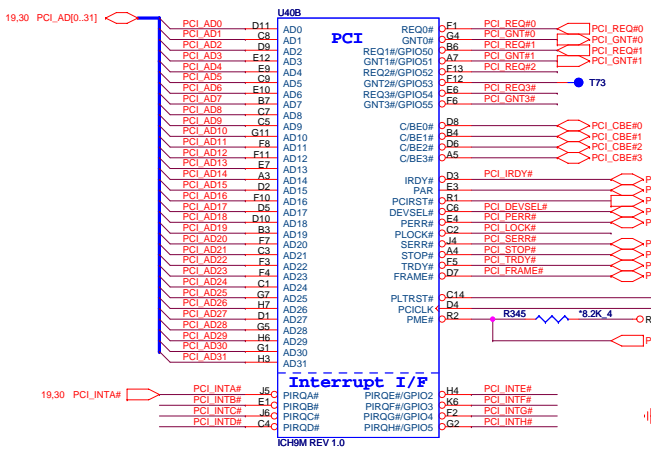 U40B
19,30 PCI_AD[0..31]
PCI
PCI_AD0 D11 AD0 REQ0# F1 PCI_REQ#0 PCI_REQ#0
PCI_AD1 C8 AD1 GNT0# G4 PCI_GNT#0 PCI_GNT#0
PCI_AD2 D9 AD2 REQ1#/GPIO50 B6 PCI_REQ#1 PCI_REQ#1
PCI_AD3 E12 AD3 GNT1#/GPIO51 A7 PCI_GNT#1 PCI_GNT#1
PCI_AD4 E9 AD4 REQ2#/GPIO52 F13 PCI_REQ#2
PCI_AD5 C9 AD5 GNT2#/GPIO53 F12 T73
PCI_AD6 E10 AD6 REQ3#/GPIO54 E6 PCI_REQ3#
PCI_AD7 B7 AD7 GNT3#/GPIO55 F6 PCI_GNT3#
PCI_AD8 C7 AD8
PCI_AD9 C5 AD9 C/BE0# D8 PCI_CBE#0
PCI_AD10 G11 AD10 C/BE1# B4 PCI_CBE#1
PCI_AD11 F8 AD11 C/BE2# D6 PCI_CBE#2
PCI_AD12 F11 AD12 C/BE3# A5 PCI_CBE#3
PCI_AD13 E7 AD13
PCI_AD14 A3 AD14 IRDY# D3 PCI_IRDY# P
PCI_AD15 D2 AD15 PAR E3 P
PCI_AD16 F10 AD16 PCIRST# R1 P
PCI_AD17 D5 AD17 DEVSEL# C6 PCI_DEVSEL# P
PCI_AD18 D10 AD18 PERR# E4 PCI_PERR# P
PCI_AD19 B3 AD19 PLOCK# C2 PCI_LOCK#
PCI_AD20 F7 AD20 SERR# J4 PCI_SERR# P
PCI_AD21 C3 AD21 STOP# A4 PCI_STOP# P
PCI_AD22 F3 AD22 TRDY# F5 PCI_TRDY# P
PCI_AD23 F4 AD23 FRAME# D7 PCI_FRAME# P
PCI_AD24 C1 AD24
PCI_AD25 G7 AD25 PLTRST# C14
PCI_AD26 H7 AD26 PCICLK D4
PCI_AD27 D1 AD27 PME# R2 R345 *8.2K_4 R
PCI_AD28 G5 AD28
PCI_AD29 H6 AD29
PCI_AD30 G1 AD30 P
PCI_AD31 H3 AD31
Interrupt I/F
19,30 PCI_INTA# PCI_INTA# J5 PIRQA# PIRQE#/GPIO2 H4 PCI_INTE#
PCI_INTB# E1 PIRQB# PIRQF#/GPIO3 K6 PCI_INTF#
PCI_INTC# J6 PIRQC# PIRQG#/GPIO4 F2 PCI_INTG#
PCI_INTD# C4 PIRQD# PIRQH#/GPIO5 G2 PCI_INTH#
ICH9M REV 1.0